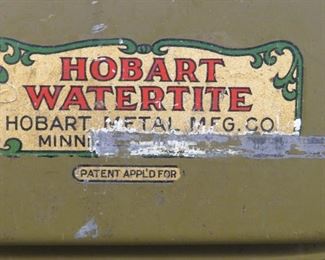 HOBART
WATERTITE
HOBART METAL MFG. CO
MINN
PATENT APPL'D FOR